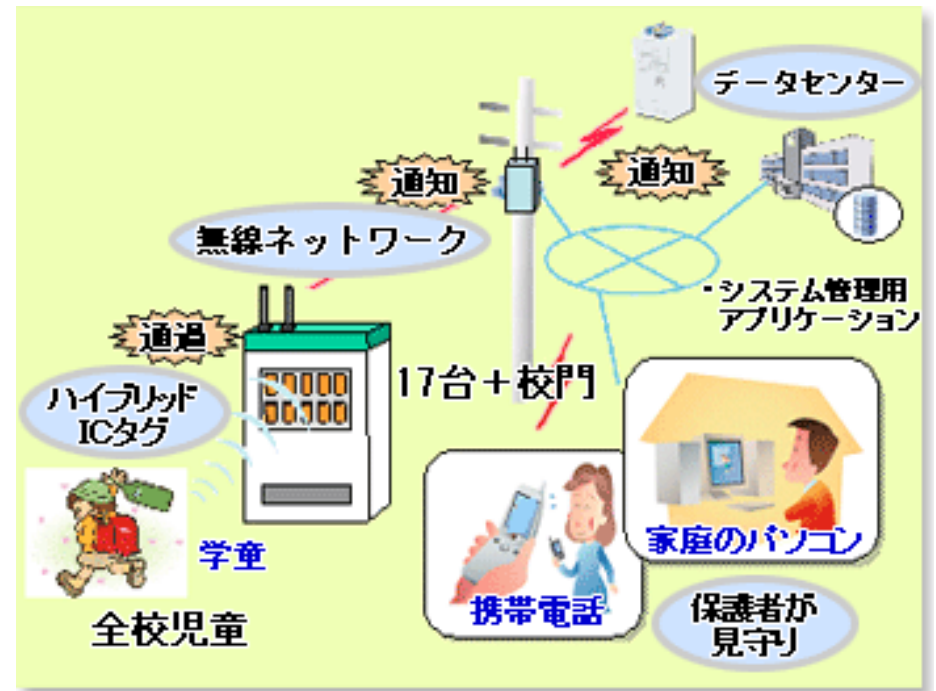 データセンター
通知
通知
無線ネットワーク
・システム管理用
アプリケーション
通過
17台＋校門
ハイブリッド
ICタグ
学童
全校児童
家庭のパソコン
携帯電話
保護者が
見守り